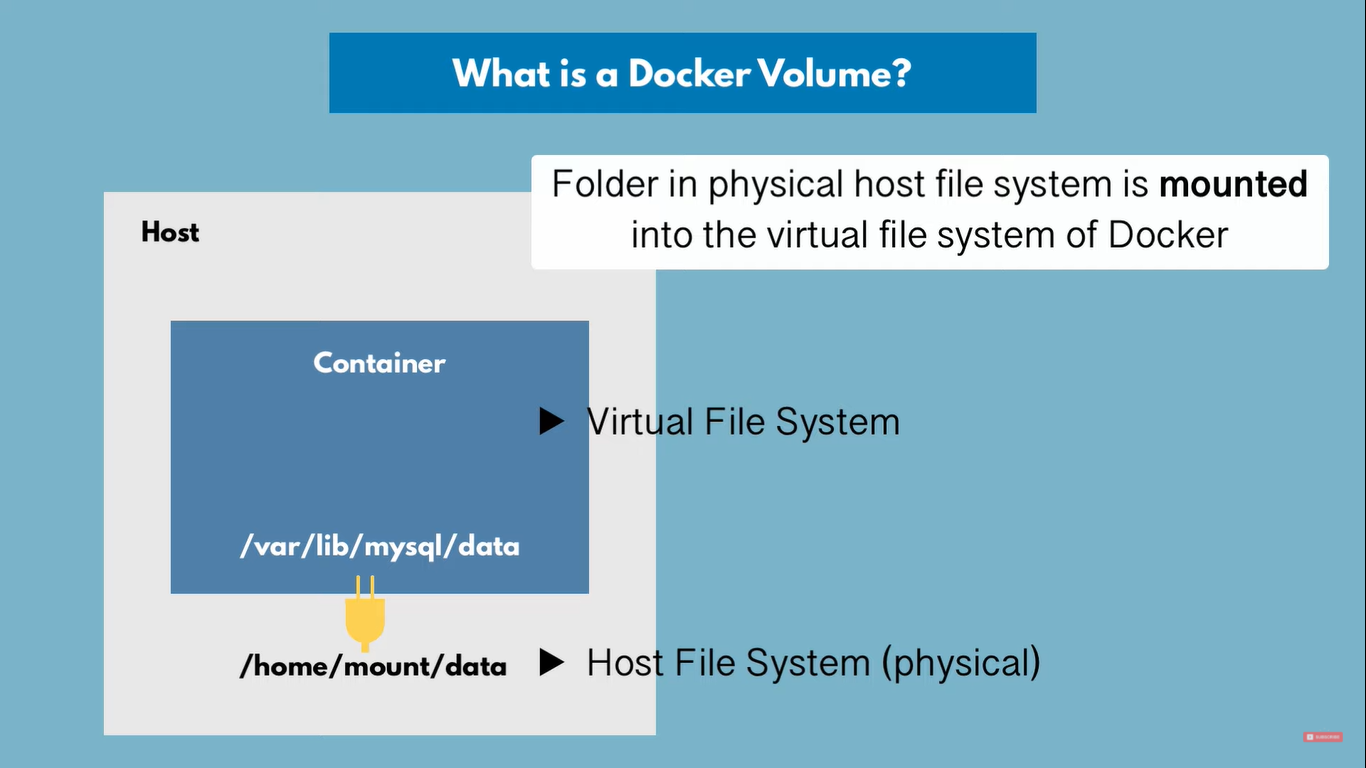 What is a Docker Volume?
Folder in physical host file system is mounted
into the virtual file system of Docker
Host
Container
▶ Virtual File System
/var/lib/mysql/data
/home/mount/data
▶ Host File System (physical)
SUBSCRIBE